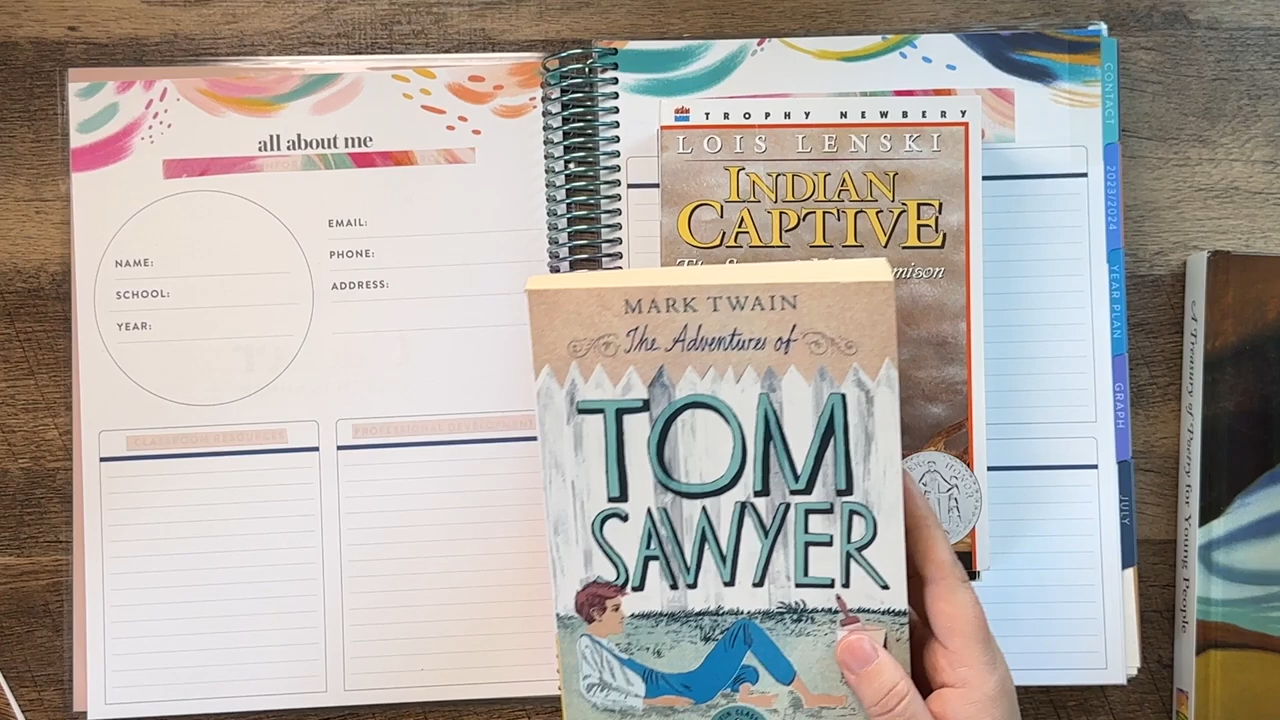 all about me
NAME:
SCHOOL:
YEAR:
EMAIL:
PHONE:
ADDRESS:
CLASSROOM RESOURCES
PROFESSIONAL DEVELOPMENT
TROPHY NEWBERY
LOIS LENSKI
INDIAN
CAPTIVE
MARK TWAIN
The Adventures of
TOM
SAWYER
CONTACT
2023/2024
YEAR PLAN
GRAPH
JULY
A Treasury of Poetry for Young People